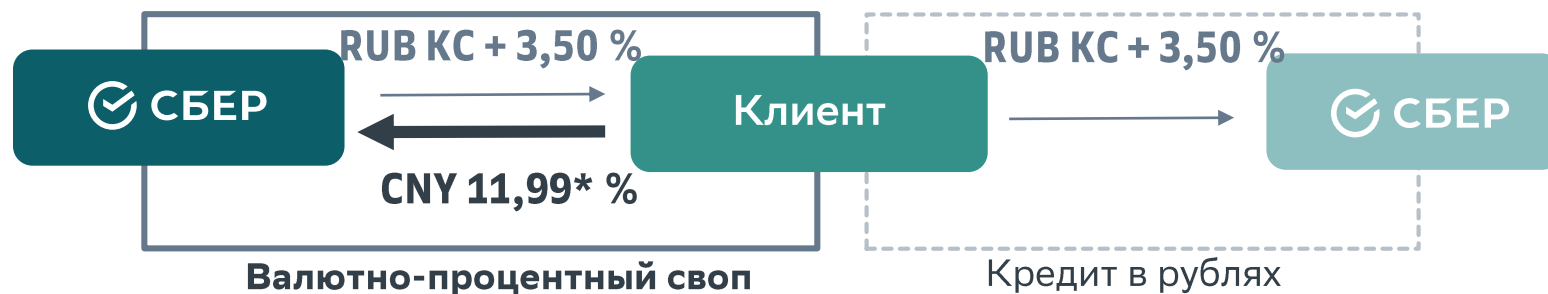 RUB КС + 3,50 %
RUB КС + 3,50 %
СБЕР
Клиент
СБЕР
CNY 11,99* %
Валютно-процентный своп
Кредит в рублях